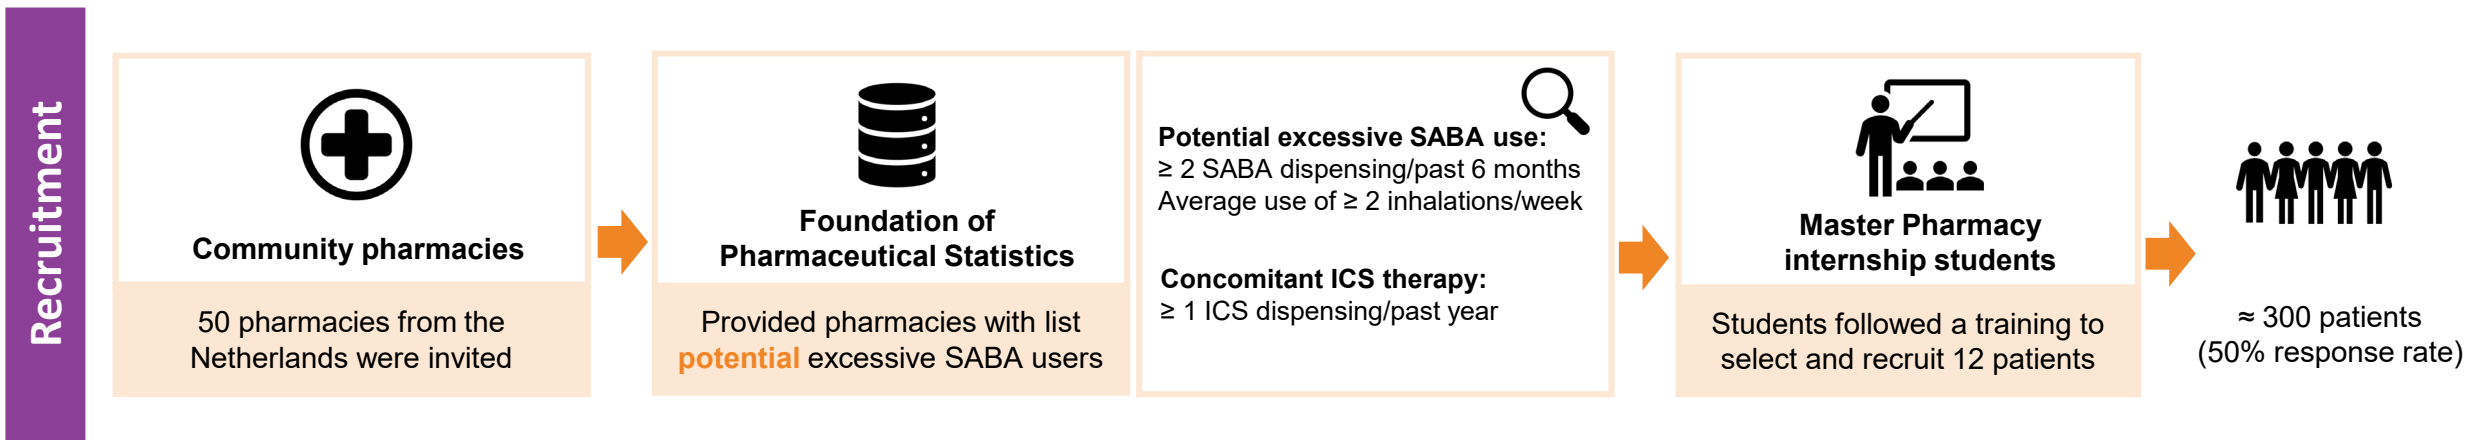 Recruitment
Community pharmacies
50 pharmacies from the
Netherlands were invited
Foundation of
Pharmaceutical Statistics
Provided pharmacies with list
potential excessive SABA users
Potential excessive SABA use:
≥ 2 SABA dispensing/past 6 months
Average use of ≥ 2 inhalations/week
Concomitant ICS therapy:
≥ 1 ICS dispensing/past year
Master Pharmacy
internship students
Students followed a training to
select and recruit 12 patients
≈ 300 patients
(50% response rate)